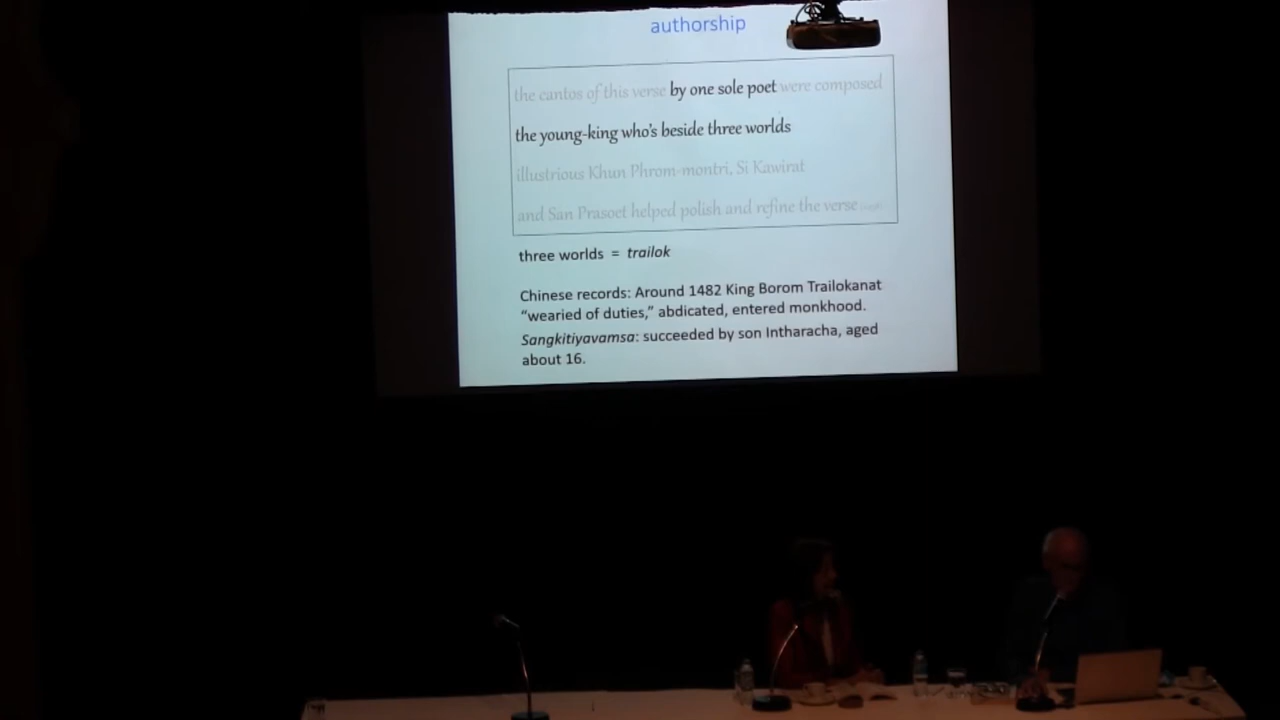 authorship
the cantos of this verse by one sole poet were composed
the young-king who's beside three worlds
illustrious Khun Phrom-montri, Si Kawirat
and San Prasoet helped polish and refine the verse
three worlds = trailok
Chinese records: Around 1482 King Borom Trailokanat
“wearied of duties,” abdicated, entered monkhood.
Sangkitiyavamsa: succeeded by son Intharacha, aged
about 16.